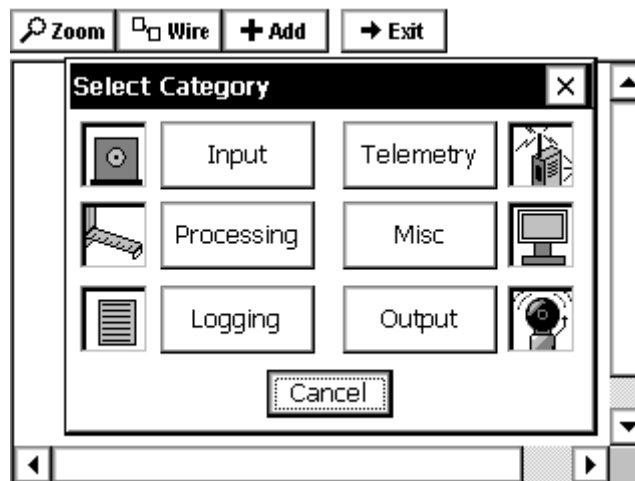 Zoom Wire Add Exit
Select Category
Input Telemetry
Processing Misc
Logging Output
Cancel